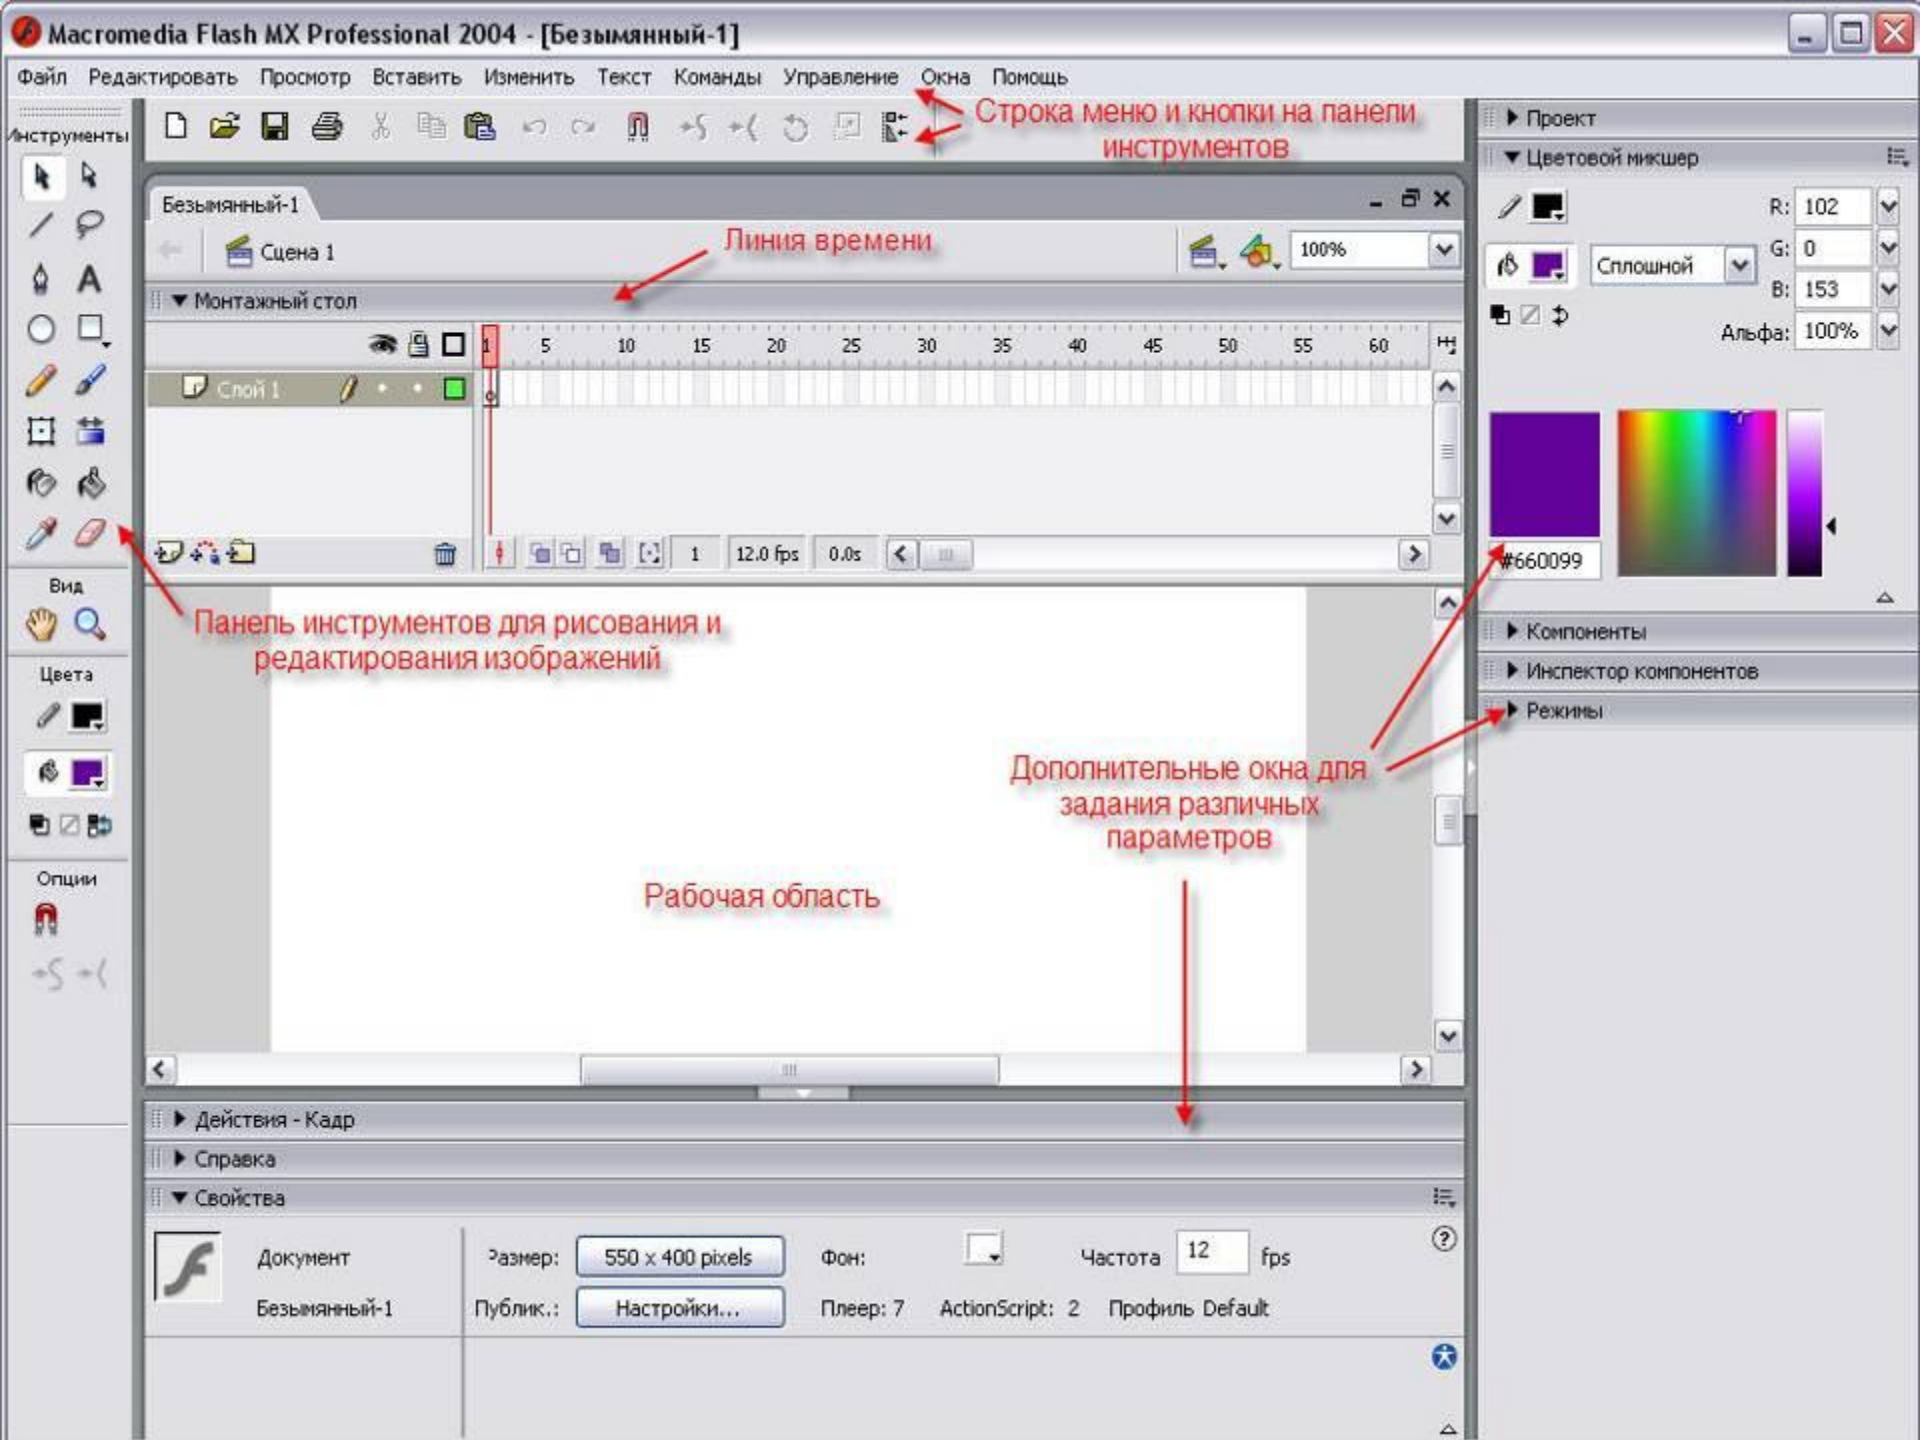 Macromedia Flash MX Professional 2004 - [Безымянный-1]
Файл Редактировать Просмотр Вставить Изменить Текст Команды Управление Окна Помощь
Строка меню и кнопки на панели
инструментов
Инструменты
Безымянный-1
Сцена 1
Линия времени
100%
Монтажный стол
1 5 10 15 20 25 30 35 40 45 50 55 60
Слой 1
1 12.0 fps 0.0s
Вид
Панель инструментов для рисования и
редактирования изображений
Цвета
Опции
Дополнительные окна для
задания различных
параметров
Рабочая область
Действия - Кадр
Справка
Свойства
Документ
Размер: 550 x 400 pixels Фон: Частота 12 fps
Безымянный-1
Публик.: Настройки... Плеер: 7 ActionScript: 2 Профиль Default
Проект
Цветовой микшер
R: 102
G: 0
Сплошной
B: 153
Альфа: 100%
#660099
Компоненты
Инспектор компонентов
Режимы